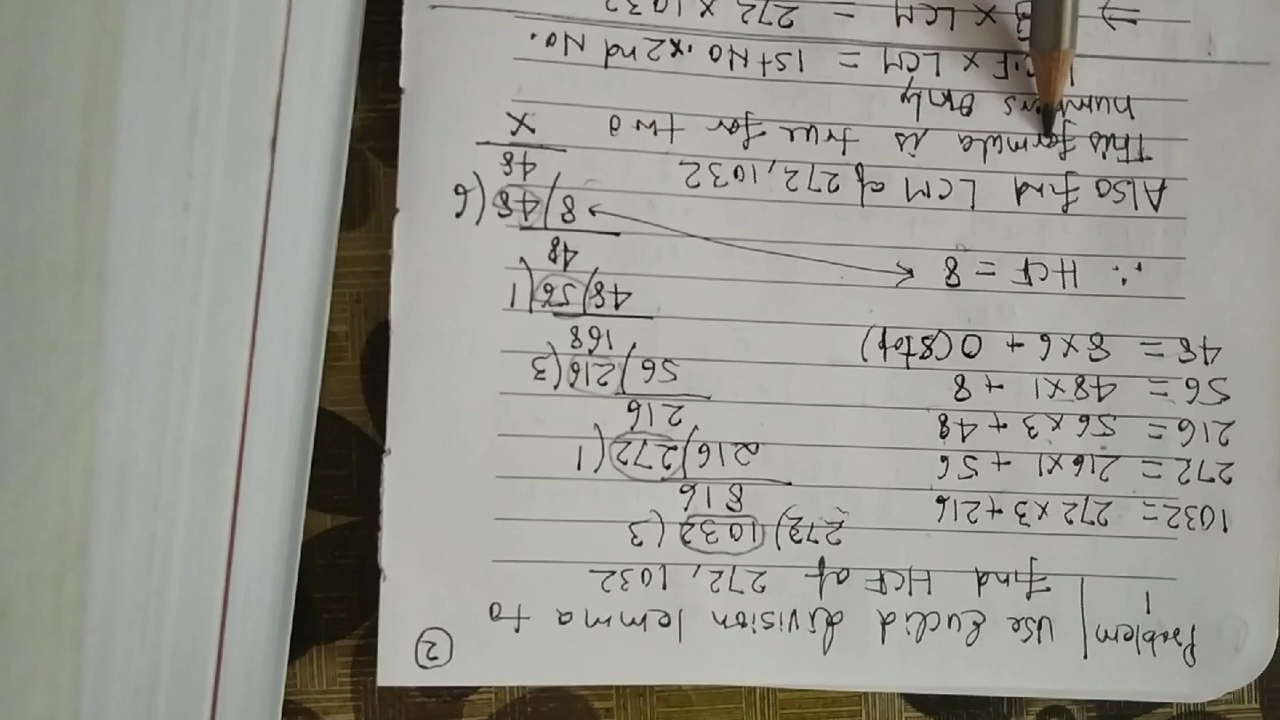 2
Problem 1 Use Euclid division lemma to
find HCF of 272, 1032
1032 = 272 x 3 + 216
272 = 216 x 1 + 56
216 = 56 x 3 + 48
56 = 48 x 1 + 8
48 = 8 x 6 + 0 (stop)
∴ HCF = 8
272) 1032 (3
816
216) 272 (1
216
56) 216 (3
168
48) 56 (1
48
8) 48 (6
48
x
Also find LCM of 272, 1032
This formula is true for two
numbers only
LCM = 1st No. x 2nd No.
x LCM = 272 x 1032